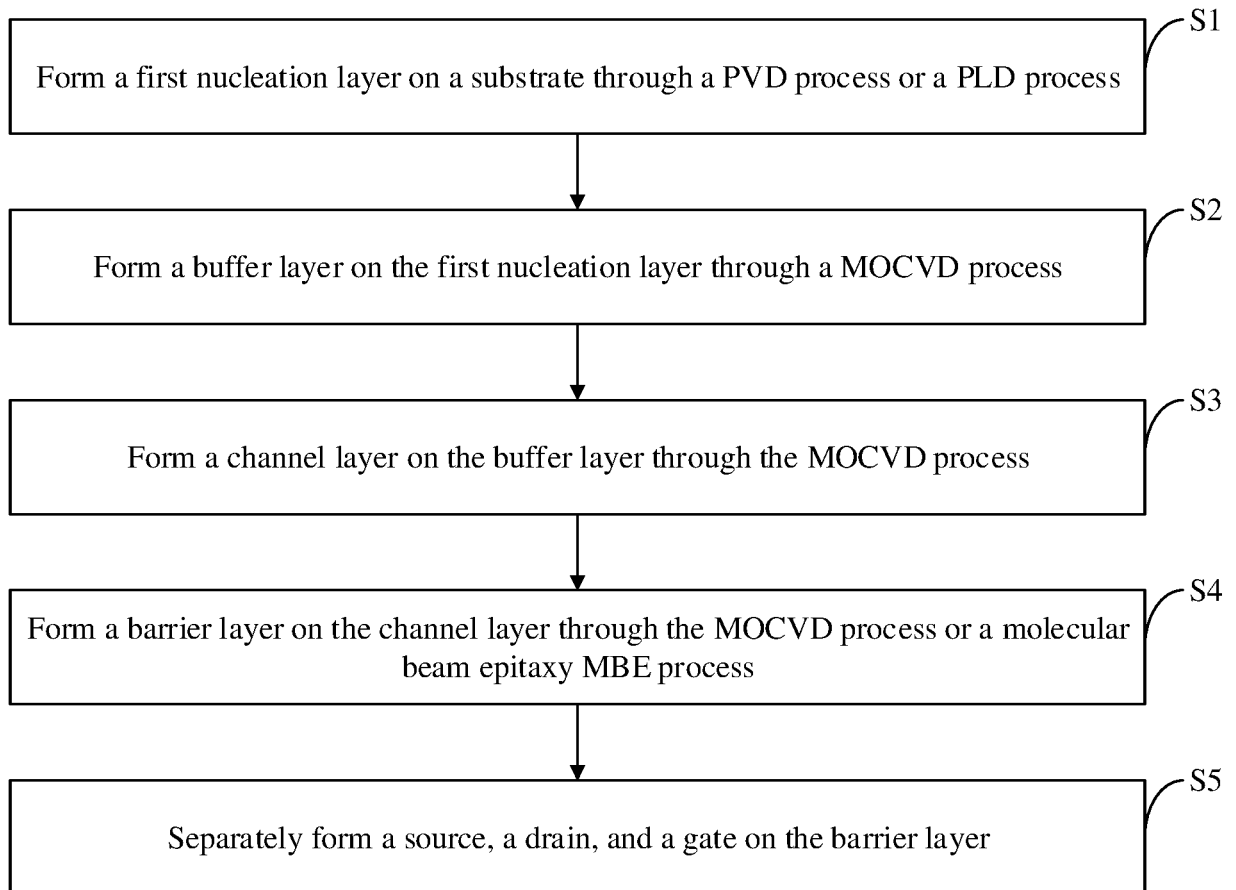 S1
Form a first nucleation layer on a substrate through a PVD process or a PLD process
S2
Form a buffer layer on the first nucleation layer through a MOCVD process
S3
Form a channel layer on the buffer layer through the MOCVD process
S4
Form a barrier layer on the channel layer through the MOCVD process or a molecular
beam epitaxy MBE process
S5
Separately form a source, a drain, and a gate on the barrier layer